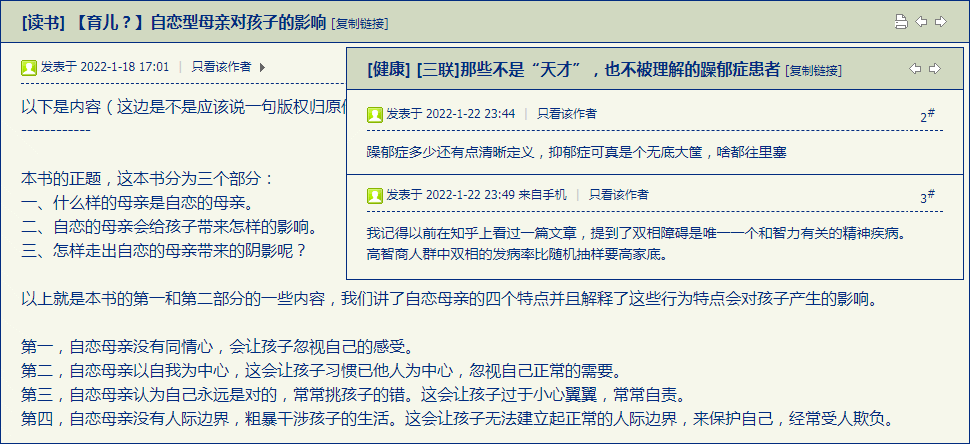 [读书] 【育儿？】自恋型母亲对孩子的影响 [复制链接]
发表于 2022-1-18 17:01 | 只看该作者
以下是内容（这边是不是应该说一句版权归原
------------
本书的正题，这本书分为三个部分：
一、什么样的母亲是自恋的母亲。
二、自恋的母亲会给孩子带来怎样的影响。
三、怎样走出自恋的母亲带来的阴影呢？
[健康] [三联]那些不是“天才”，也不被理解的躁郁症患者 [复制链接]
发表于 2022-1-22 23:44 | 只看该作者
2#
躁郁症多少还有点清晰定义，抑郁症可真是个无底大筐，啥都往里塞
发表于 2022-1-22 23:49 来自手机 | 只看该作者
3#
我记得以前在知乎上看过一篇文章，提到了双相障碍是唯一一个和智力有关的精神疾病。
高智商人群中双相的发病率比随机抽样要高家底。
以上就是本书的第一和第二部分的一些内容，我们讲了自恋母亲的四个特点并且解释了这些行为特点会对孩子产生的影响。
第一，自恋母亲没有同情心，会让孩子忽视自己的感受。
第二，自恋母亲以自我为中心，这会让孩子习惯已他人为中心，忽视自己正常的需要。
第三，自恋母亲认为自己永远是对的，常常挑孩子的错。这会让孩子过于小心翼翼，常常自责。
第四，自恋母亲没有人际边界，粗暴干涉孩子的生活。这会让孩子无法建立起正常的人际边界，来保护自己，经常受人欺负。